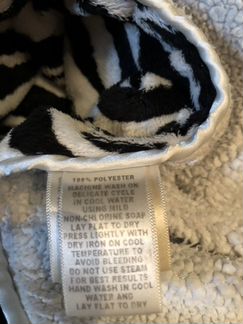 100% POLYESTER
MACHINE WASH ON
DELICATE CYCLE
IN COOL WATER
USING MILD
NON-CHLORINE SOAP
LAY FLAT TO DRY
PRESS LIGHTLY WITH
DRY IRON ON COOL
TEMPERATURE TO
AVOID BLEEDING
DO NOT USE STEAM
FOR BEST RESULTS
HAND WASH IN COOL
WATER AND
LAY FLAT TO DRY